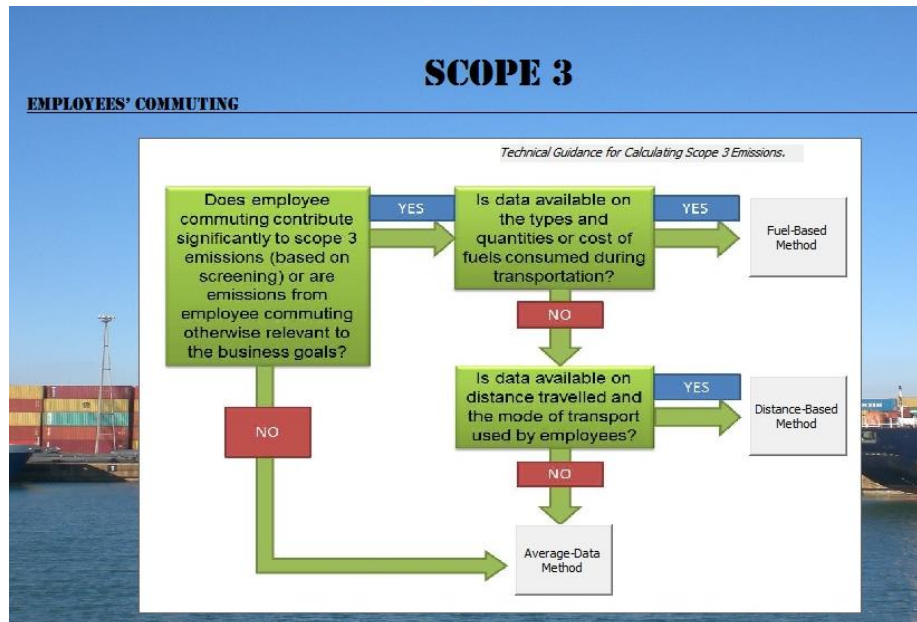 SCOPE 3
EMPLOYEES' COMMUTING
Technical Guidance for Calculating Scope 3 Emissions.
Does employee
commuting contribute
significantly to scope 3
emissions (based on
screening) or are
emissions from
employee commuting
otherwise relevant to
the business goals?
YES
Is data available on
the types and
quantities or cost of
fuels consumed during
transportation?
YES
Fuel-Based
Method
NO
Is data available on
distance travelled and
the mode of transport
used by employees?
YES
Distance-Based
Method
NO
NO
Average-Data
Method